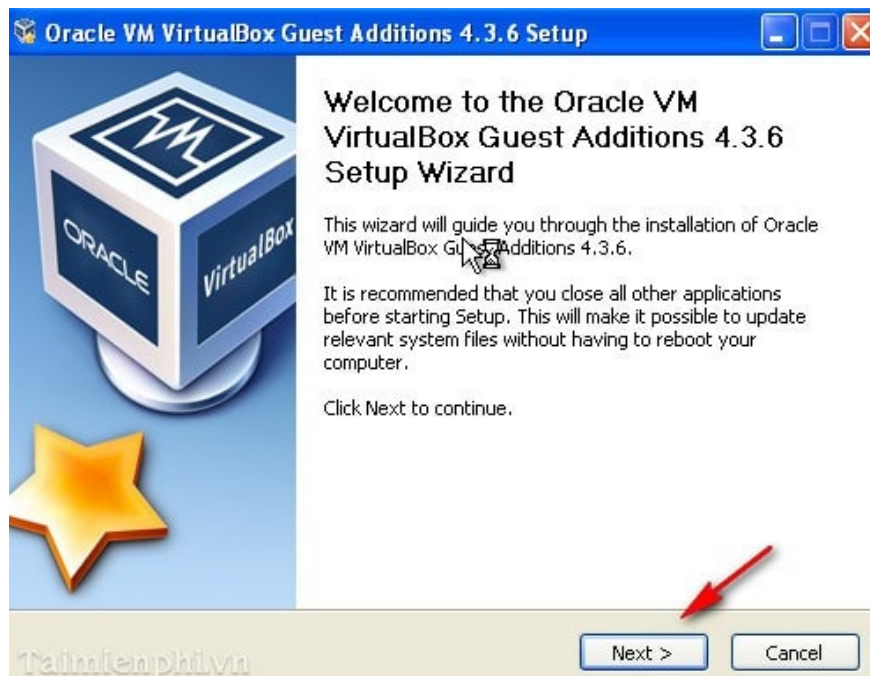 Oracle VM VirtualBox Guest Additions 4.3.6 Setup
Welcome to the Oracle VM
VirtualBox Guest Additions 4.3.6
Setup Wizard
This wizard will guide you through the installation of Oracle
VM VirtualBox Guest Additions 4.3.6.
It is recommended that you close all other applications
before starting Setup. This will make it possible to update
relevant system files without having to reboot your
computer.
Click Next to continue.
ORACLE
VirtualBox
Next >
Cancel
Taimienphi.vn